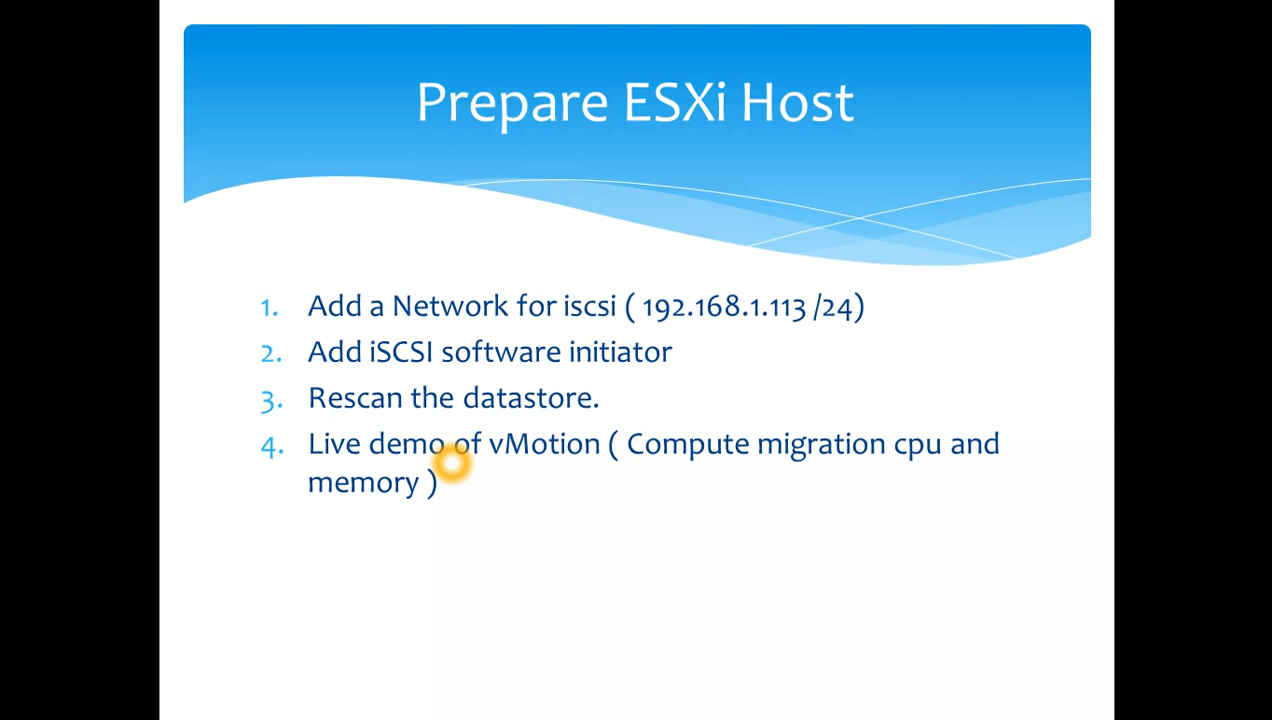 Prepare ESXi Host
1. Add a Network for iscsi ( 192.168.1.113 /24)
2. Add iSCSI software initiator
3. Rescan the datastore.
4. Live demo of vMotion ( Compute migration cpu and
memory )